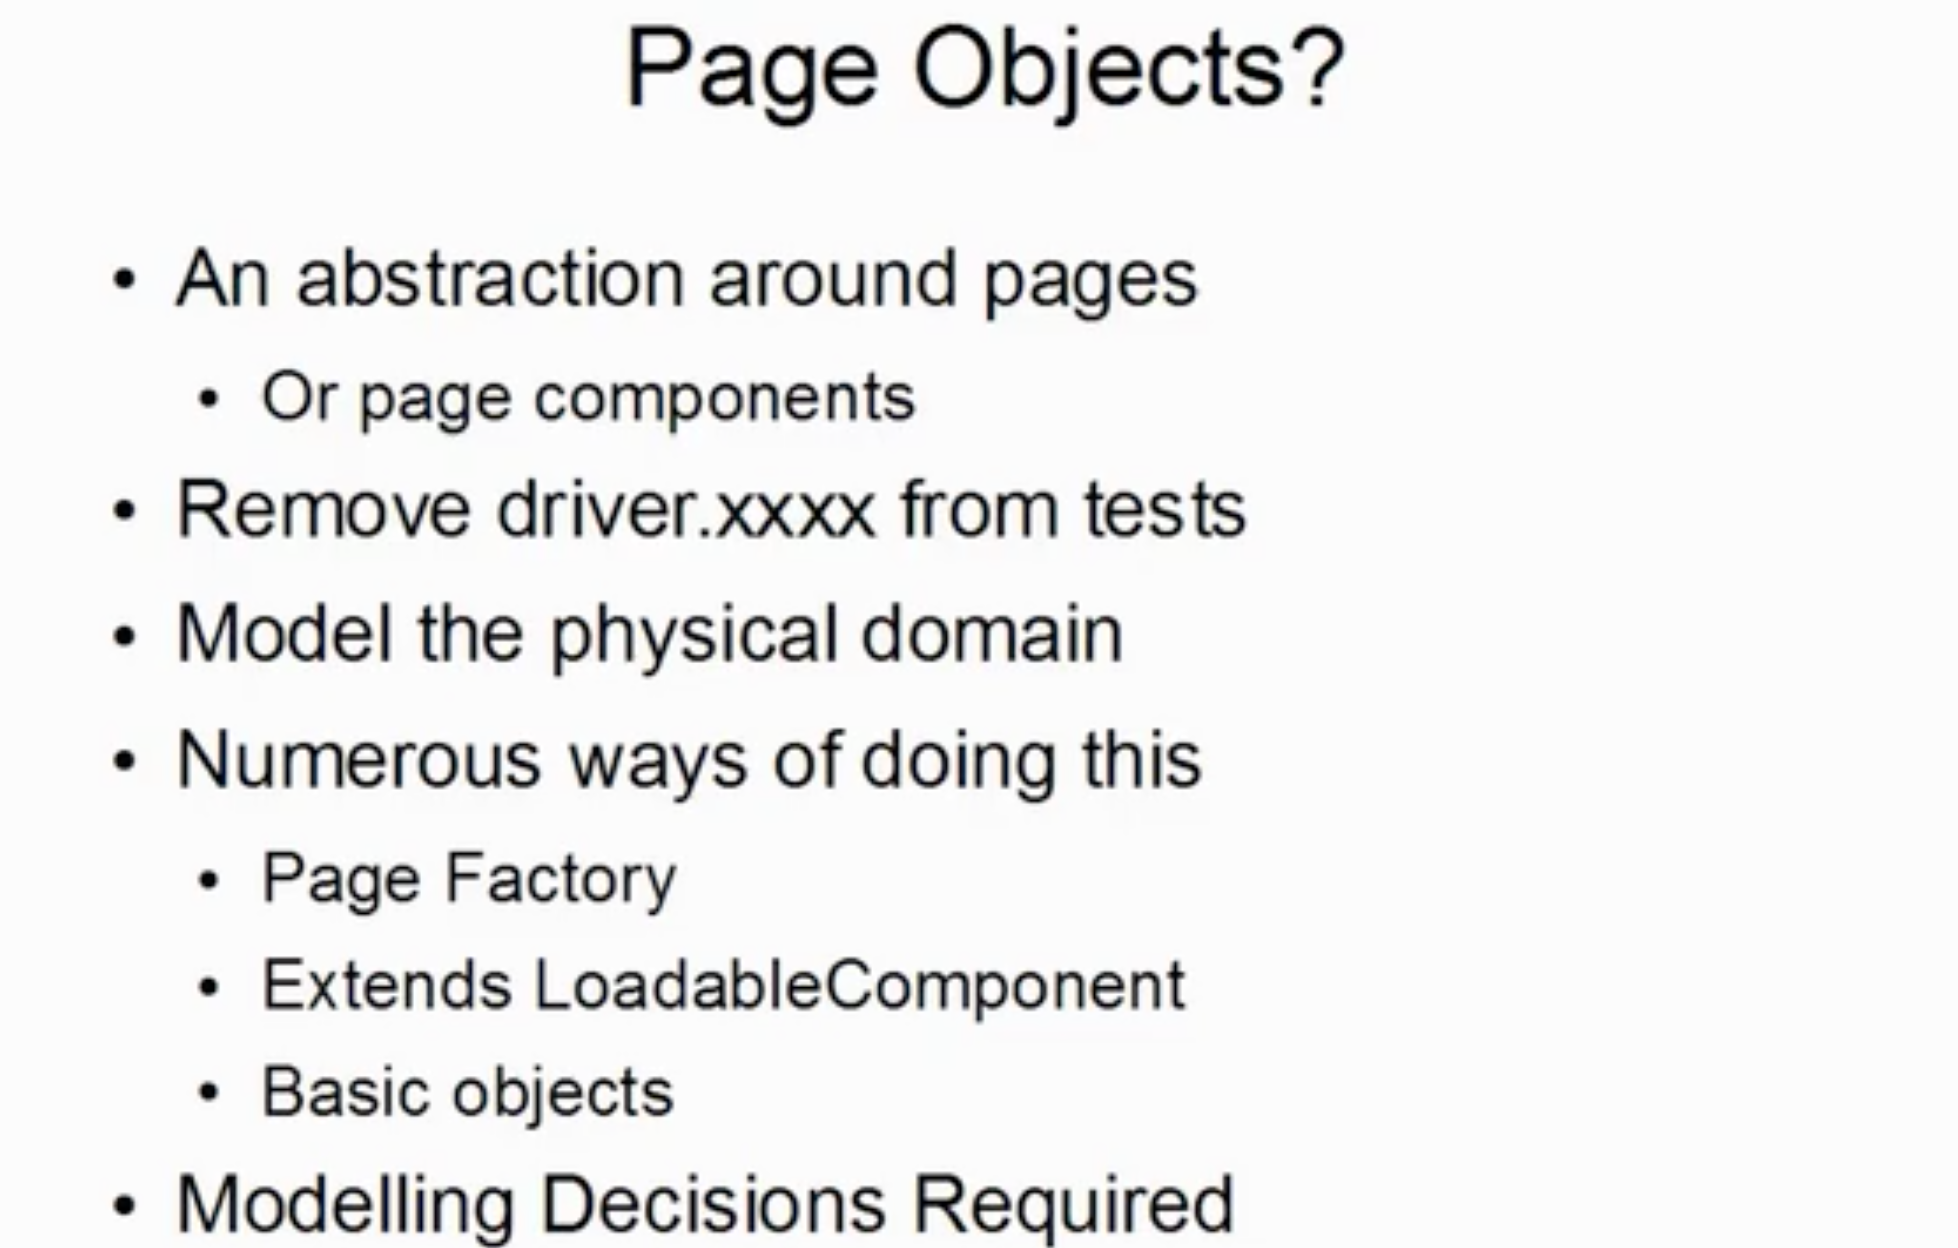 Page Objects?
• An abstraction around pages
• Or page components
• Remove driver.xxxx from tests
• Model the physical domain
• Numerous ways of doing this
• Page Factory
• Extends LoadableComponent
• Basic objects
• Modelling Decisions Required